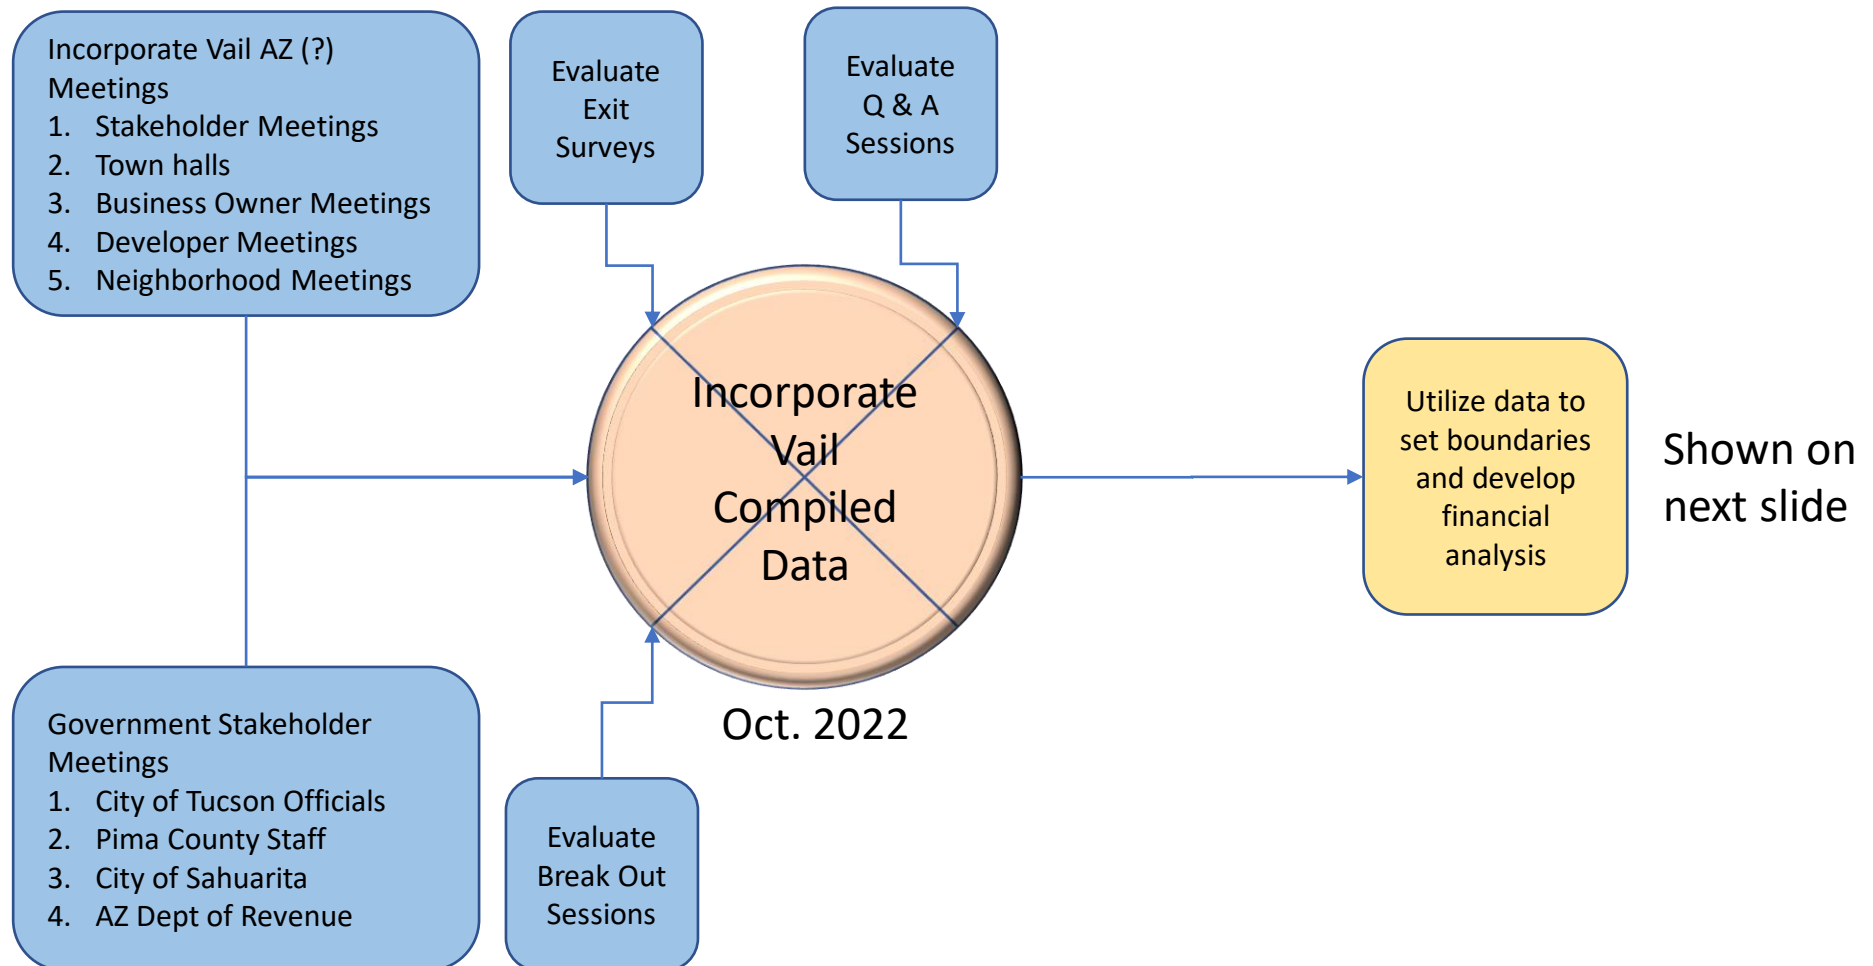 Incorporate Vail AZ (?)
Meetings
1. Stakeholder Meetings
2. Town halls
3. Business Owner Meetings
4. Developer Meetings
5. Neighborhood Meetings
Evaluate
Exit
Surveys
Evaluate
Q & A
Sessions
Incorporate
Vail
Compiled
Data
Oct. 2022
Utilize data to
set boundaries
and develop
financial
analysis
Shown on
next slide
Government Stakeholder
Meetings
1. City of Tucson Officials
2. Pima County Staff
3. City of Sahuarita
4. AZ Dept of Revenue
Evaluate
Break Out
Sessions